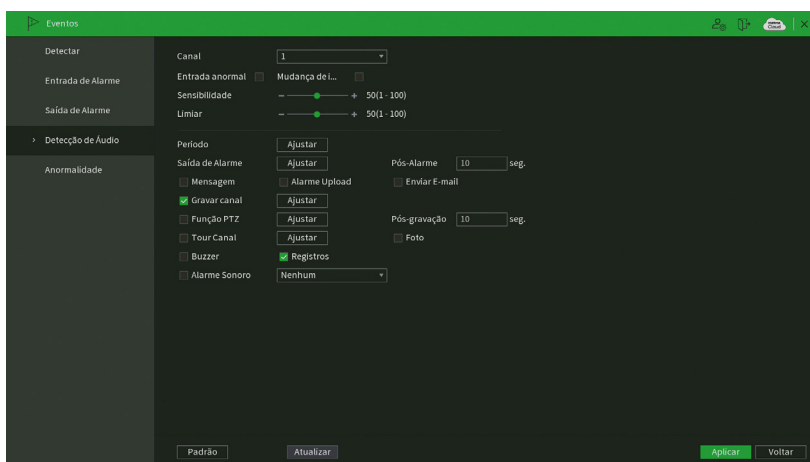 Eventos
Detectar
Entrada de Alarme
Saída de Alarme
> Detecção de Áudio
Anormalidade
Canal 1
Entrada anormal Mudança de i...
Sensibilidade - + 50(1 - 100)
Limiar - + 50(1 - 100)
Período Ajustar
Saída de Alarme Ajustar Pós-Alarme 10 seg.
Mensagem Alarme Upload Enviar E-mail
Gravar canal Ajustar
Função PTZ Ajustar Pós-gravação 10 seg.
Tour Canal Ajustar Foto
Buzzer Registros
Alarme Sonoro Nenhum
Padrão Atualizar Aplicar Voltar